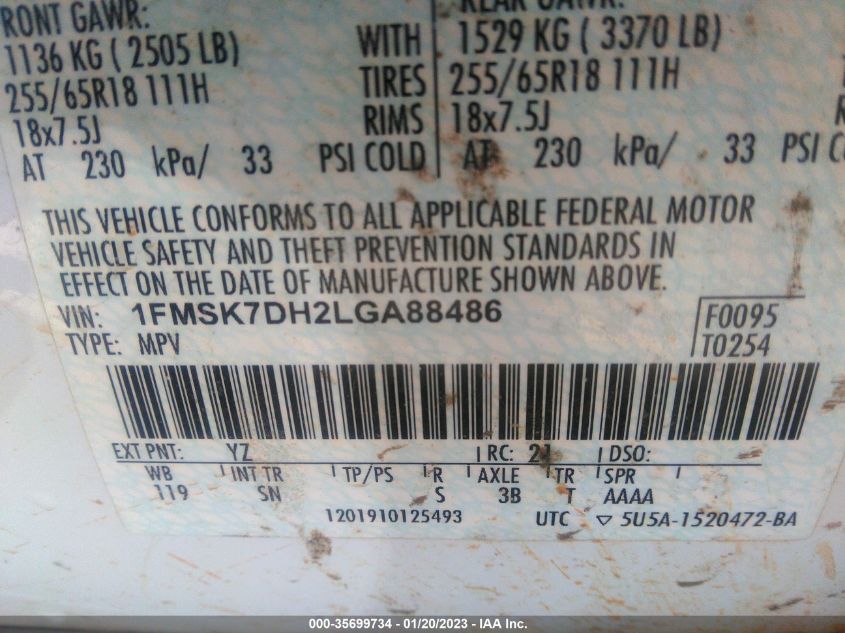 RONT GAWR: REAR GAWR:
1136 KG ( 2505 LB) WITH 1529 KG ( 3370 LB)
255/65R18 111H TIRES 255/65R18 111H
18x7.5J RIMS 18x7.5J
AT 230 kPa/ 33 PSI COLD AT 230 kPa/ 33 PSI
THIS VEHICLE CONFORMS TO ALL APPLICABLE FEDERAL MOTOR
VEHICLE SAFETY AND THEFT PREVENTION STANDARDS IN
EFFECT ON THE DATE OF MANUFACTURE SHOWN ABOVE.
VIN: 1FMSK7DH2LGA88486 F0095
TYPE: MPV T0254
EXT PNT: YZ RC: 21 DSO:
WB INT TR TP/PS R AXLE TR SPR
119 SN S 3B T AAAA
1201910125493 UTC ▽ 5U5A-1520472-BA
000-35699734 - 01/20/2023 - IAA Inc.